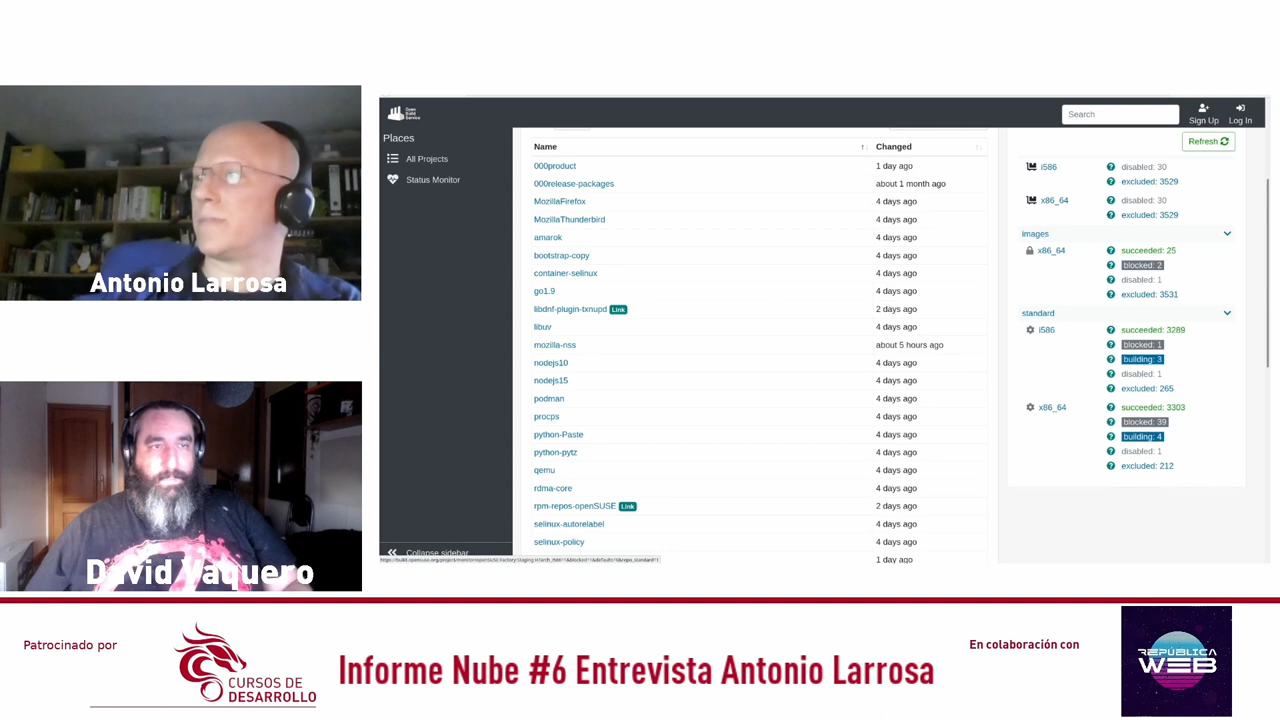 Antonio Larrosa
David Vaquero
Open Build Service
Search
Sign Up
Log In
Places
All Projects
Status Monitor
Collapse sidebar
Name Changed
000product 1 day ago
000release-packages about 1 month ago
MozillaFirefox 4 days ago
MozillaThunderbird 4 days ago
amarok 4 days ago
bootstrap-copy 4 days ago
container-selinux 4 days ago
go1.9 4 days ago
libdnf-plugin-txnupd Link 2 days ago
libuv 4 days ago
mozilla-nss about 5 hours ago
nodejs10 4 days ago
nodejs15 4 days ago
podman 4 days ago
procps 4 days ago
python-Paste 4 days ago
python-pytz 4 days ago
qemu 4 days ago
rdma-core 4 days ago
rpm-repos-openSUSE Link 2 days ago
selinux-autorelabel 4 days ago
selinux-policy 4 days ago
1 day ago
Refresh
i586 disabled: 30
excluded: 3529
x86_64 disabled: 30
excluded: 3529
images
x86_64 succeeded: 25
blocked: 2
disabled: 1
excluded: 3531
standard
i586 succeeded: 3289
blocked: 1
building: 3
disabled: 1
excluded: 265
x86_64 succeeded: 3303
blocked: 39
building: 4
disabled: 1
excluded: 212
Patrocinado por
CURSOS DE
DESARROLLO
Informe Nube #6 Entrevista Antonio Larrosa
En colaboración con
REPÚBLICA
WEB